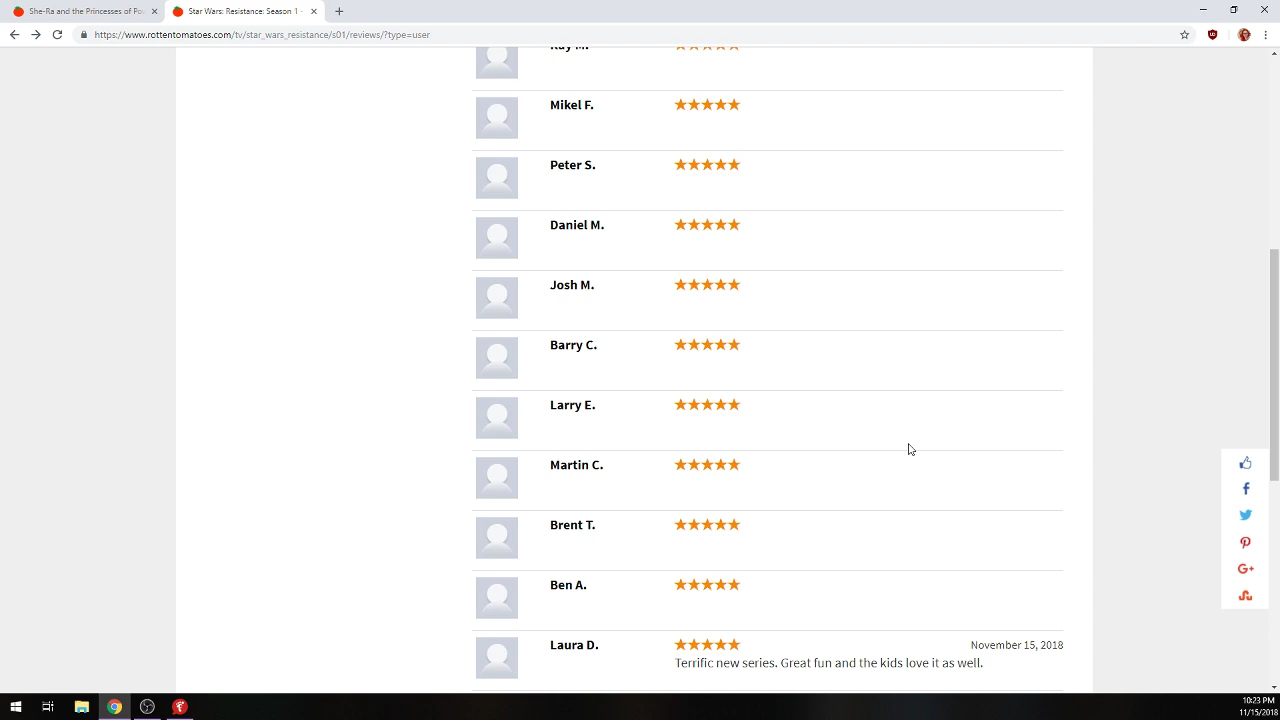 She-Ra and the Princesses of Po
Star Wars: Resistance: Season 1 -
https://www.rottentomatoes.com/tv/star_wars_resistance/s01/reviews/?type=user
Ray M.
Mikel F.
Peter S.
Daniel M.
Josh M.
Barry C.
Larry E.
Martin C.
Brent T.
Ben A.
Laura D.
November 15, 2018
Terrific new series. Great fun and the kids love it as well.
10:23 PM
11/15/2018